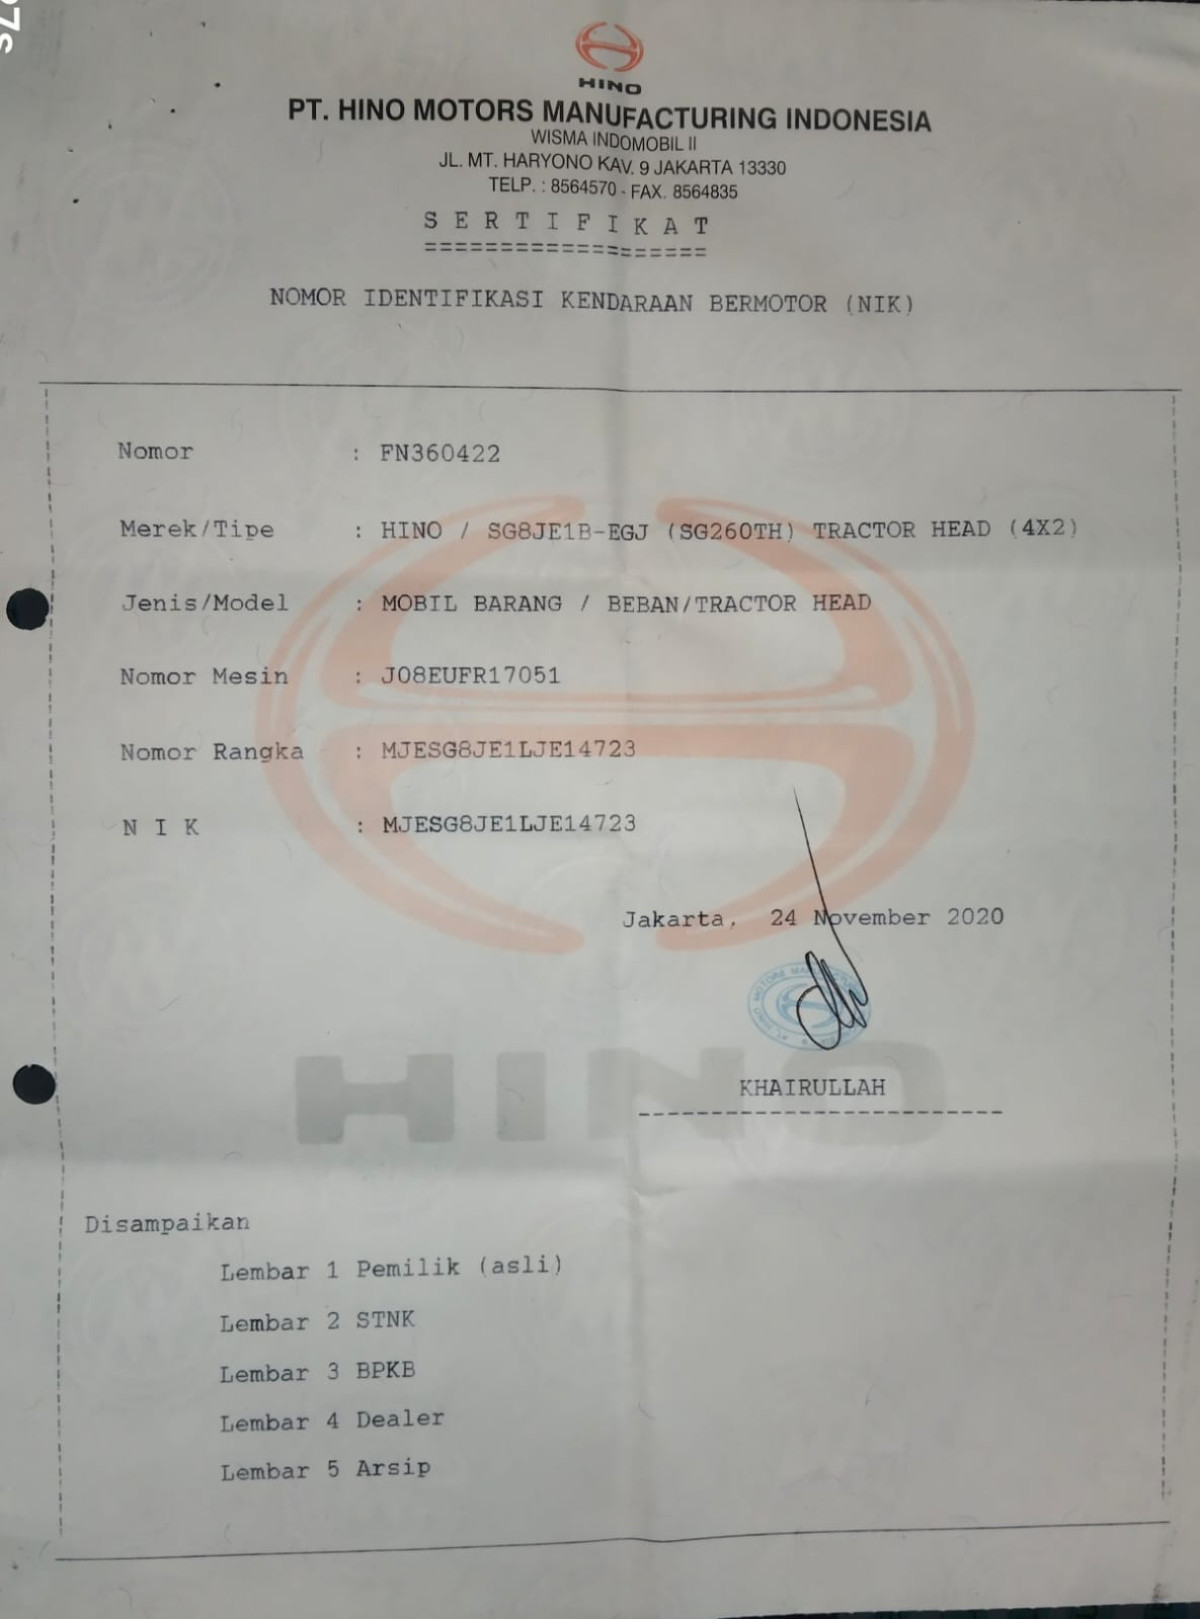 HINO
PT. HINO MOTORS MANUFACTURING INDONESIA
WISMA INDOMOBIL II
JL. MT. HARYONO KAV. 9 JAKARTA 13330
TELP. : 8564570 - FAX. 8564835
S E R T I F I K A T
===================
NOMOR IDENTIFIKASI KENDARAAN BERMOTOR (NIK)
Nomor : FN360422
Merek/Tipe : HINO / SG8JE1B-EGJ (SG260TH) TRACTOR HEAD (4X2)
Jenis/Model : MOBIL BARANG / BEBAN/TRACTOR HEAD
Nomor Mesin : J08EUFR17051
Nomor Rangka : MJESG8JE1LJE14723
N I K : MJESG8JE1LJE14723
Jakarta, 24 November 2020
HINO
KHAIRULLAH
Disampaikan
Lembar 1 Pemilik (asli)
Lembar 2 STNK
Lembar 3 BPKB
Lembar 4 Dealer
Lembar 5 Arsip